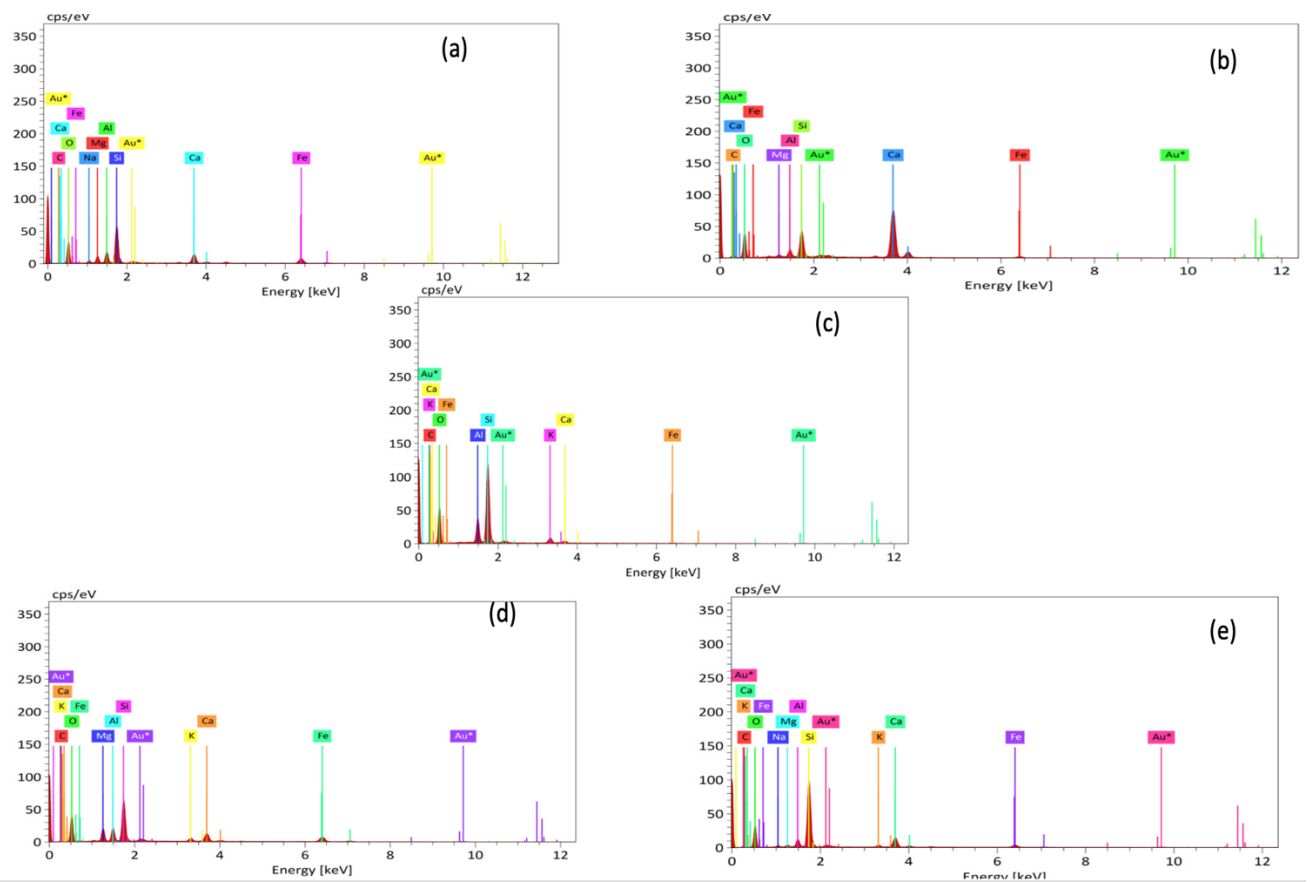 cps/eV
(a)
350
300
250
200
150
100
50
0
Au*
Fe
Ca Al
O Mg Au*
C Na Si Ca Fe Au*
0 2 4 6 8 10 12
Energy [keV]
cps/eV
(b)
350
300
250
200
150
100
50
0
Au*
Fe
Ca Si
O Al
C Mg Au* Ca Fe Au*
0 2 4 6 8 10 12
Energy [keV]
cps/eV
(c)
350
300
250
200
150
100
50
0
Au*
Ca
K Fe
O Si Ca
C Al Au* K Fe Au*
0 2 4 6 8 10 12
Energy [keV]
cps/eV
(d)
350
300
250
200
150
100
50
0
Au*
Ca
K Fe Si
O Al Ca
C Mg Au* K Fe Au*
0 2 4 6 8 10 12
Energy [keV]
cps/eV
(e)
350
300
250
200
150
100
50
0
Au*
Ca
K Fe Al
O Mg Au* Ca
C Na Si K Fe Au*
0 2 4 6 8 10 12
Energy [keV]